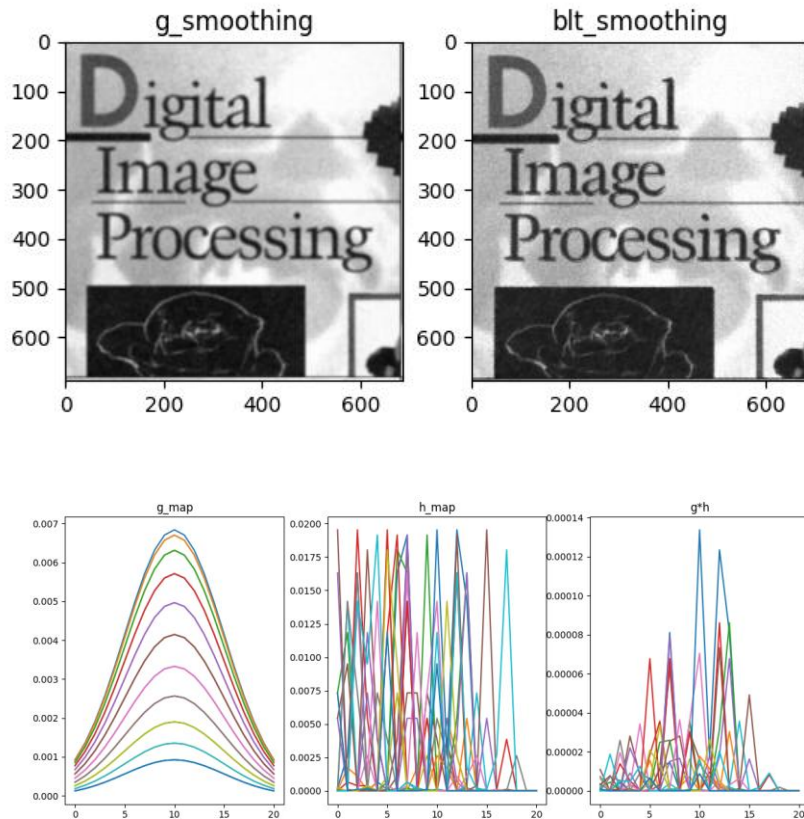 g_smoothing blt_smoothing
0 0
100 100
200 200
300 300
400 400
500 500
600 600
Digital Digital
Image Image
Processing Processing
0 200 400 600 0 200 400 600
g_map h_map g*h
0.007 0.0200 0.00014
0.006 0.0175 0.00012
0.005 0.0150 0.00010
0.004 0.0125 0.00008
0.003 0.0100 0.00006
0.002 0.0075 0.00004
0.001 0.0050 0.00002
0.000 0.0025 0.00000
0.0000
0 5 10 15 20 0 5 10 15 20 0 5 10 15 20